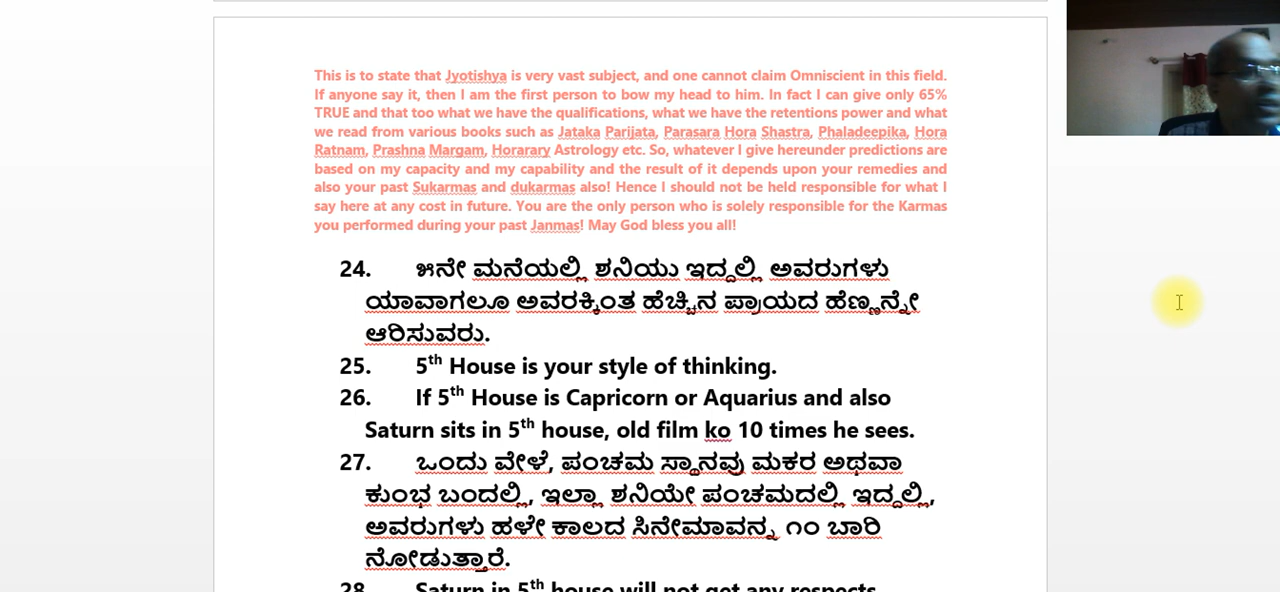 This is to state that Jyotishya is very vast subject, and one cannot claim Omniscient in this field.
If anyone say it, then I am the first person to bow my head to him. In fact I can give only 65%
TRUE and that too what we have the qualifications, what we have the retentions power and what
we read from various books such as Jataka Parijata, Parasara Hora Shastra, Phaladeepika, Hora
Ratnam, Prashna Margam, Horarary Astrology etc. So, whatever I give hereunder predictions are
based on my capacity and my capability and the result of it depends upon your remedies and
also your past Sukarmas and dukarmas also! Hence I should not be held responsible for what I
say here at any cost in future. You are the only person who is solely responsible for the Karmas
you performed during your past Janmas! May God bless you all!
24. ೫ನೇ ಮನೆಯಲ್ಲಿ ಶನಿಯು ಇದ್ದಲ್ಲಿ ಅವರುಗಳು
ಯಾವಾಗಲೂ ಅವರಕ್ಕಿಂತ ಹೆಚ್ಚಿನ ಪ್ರಾಯದ ಹೆಣ್ಣನ್ನೇ
ಆರಿಸುವರು.
25. 5th House is your style of thinking.
26. If 5th House is Capricorn or Aquarius and also
Saturn sits in 5th house, old film ko 10 times he sees.
27. ಒಂದು ವೇಳೆ, ಪಂಚಮ ಸ್ಥಾನವು ಮಕರ ಅಥವಾ
ಕುಂಭ ಬಂದಲ್ಲಿ, ಇಲ್ಲಾ ಶನಿಯೇ ಪಂಚಮದಲ್ಲಿ ಇದ್ದಲ್ಲಿ,
ಅವರುಗಳು ಹಳೇ ಕಾಲದ ಸಿನೇಮಾವನ್ನ ೧೦ ಬಾರಿ
ನೋಡುತ್ತಾರೆ.
28. Saturn in 5th house will not get any respects